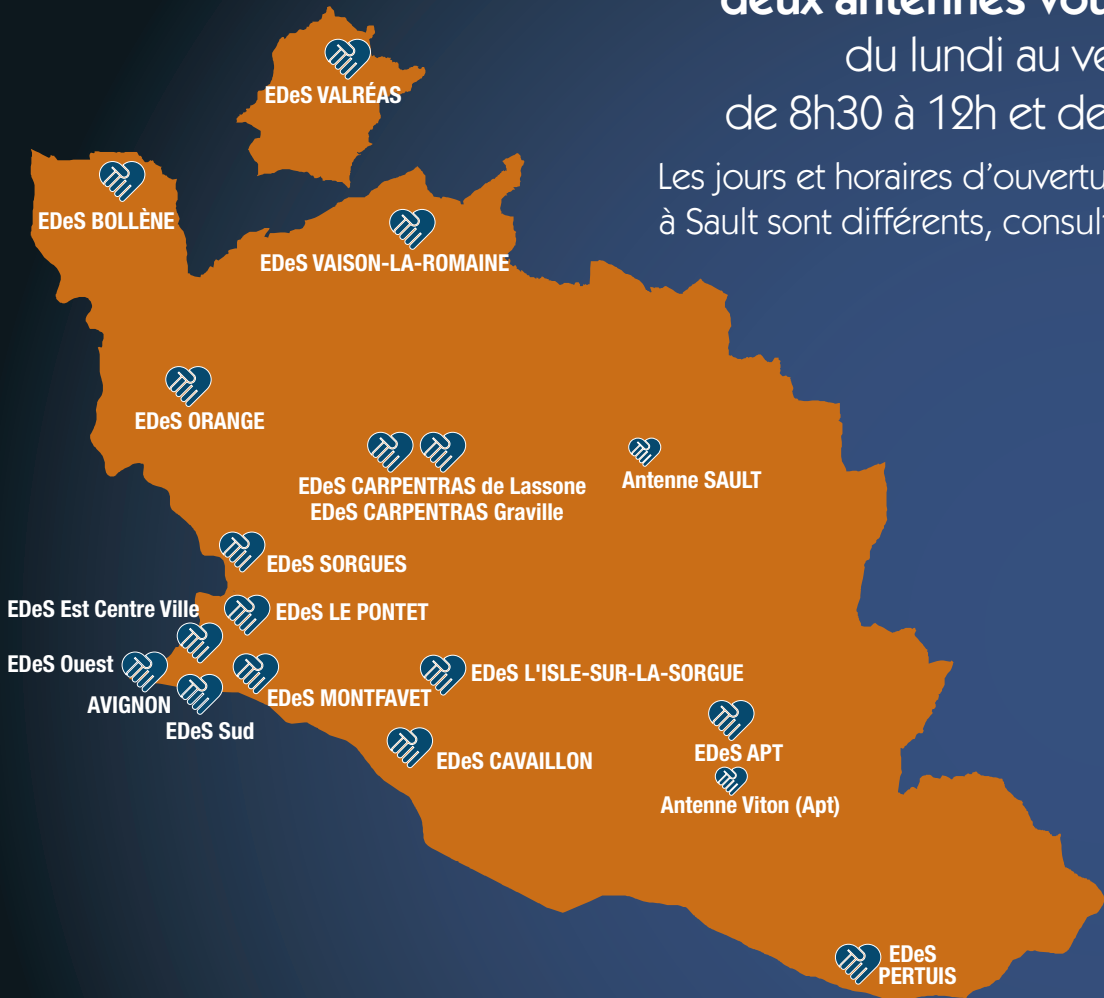 deux antennes
du lundi au
de 8h30 à 12h et de
Les jours et horaires
à Sault sont différents,
EDeS VALRÉAS
EDeS BOLLÈNE
EDeS VAISON-LA-ROMAINE
EDeS ORANGE
EDeS CARPENTRAS de Lassone
EDeS CARPENTRAS Graville
Antenne SAULT
EDeS SORGUES
EDeS Est Centre Ville
EDeS LE PONTET
EDeS Ouest
EDeS L'ISLE-SUR-LA-SORGUE
AVIGNON
EDeS MONTFAVET
EDeS Sud
EDeS CAVAILLON
EDeS APT
Antenne Viton (Apt)
EDeS
PERTUIS